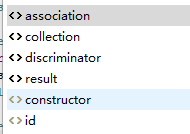 <> association
<> collection
<> discriminator
<> result
<> constructor
<> id